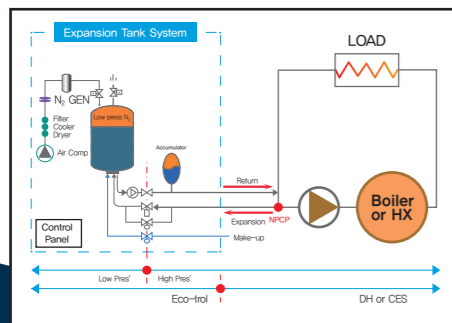 Expansion Tank System
LOAD
N₂ GEN
Low press N₂
Filter
Cooler
Dryer
Accumulator
Air Comp
Return
Boiler
or HX
NPCP
Expansion
Control
Panel
Make-up
Low Pres' High Pres'
Eco-trol DH or CES